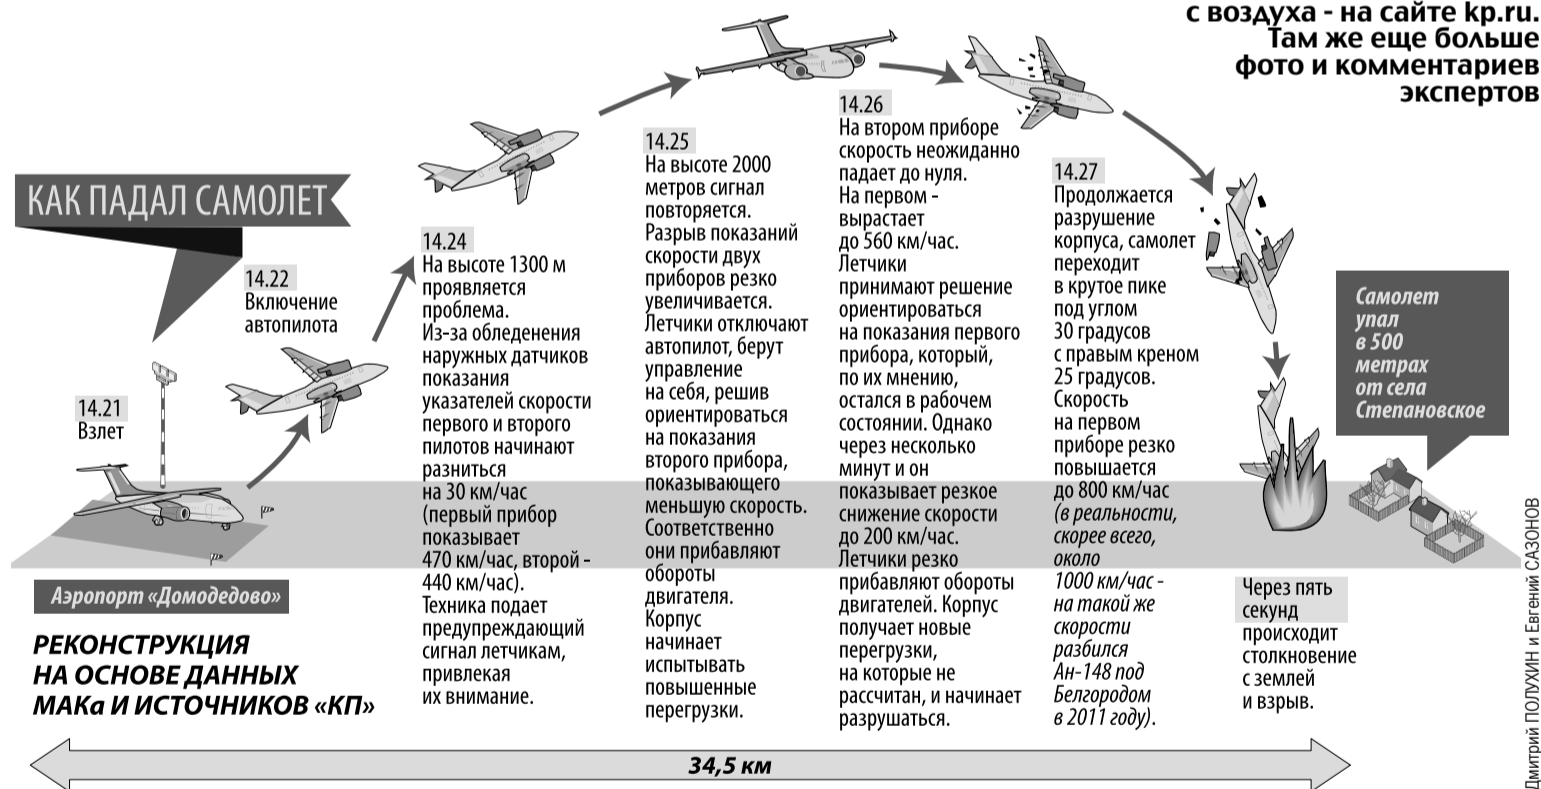 с воздуха - на сайте kp.ru.
Там же еще больше
фото и комментариев
экспертов
КАК ПАДАЛ САМОЛЕТ
14.21
Взлет
14.22
Включение
автопилота
14.24
На высоте 1300 м
проявляется
проблема.
Из-за обледенения
наружных датчиков
показания
указателей скорости
первого и второго
пилотов начинают
разниться
на 30 км/час
(первый прибор
показывает
470 км/час, второй -
440 км/час).
Техника подает
предупреждающий
сигнал летчикам,
привлекая
их внимание.
14.25
На высоте 2000
метров сигнал
повторяется.
Разрыв показаний
скорости двух
приборов резко
увеличивается.
Летчики отключают
автопилот, берут
управление
на себя, решив
ориентироваться
на показания
второго прибора,
показывающего
меньшую скорость.
Соответственно
они прибавляют
обороты
двигателя.
Корпус
начинает
испытывать
повышенные
перегрузки.
14.26
На втором приборе
скорость неожиданно
падает до нуля.
На первом -
вырастает
до 560 км/час.
Летчики
принимают решение
ориентироваться
на показания первого
прибора, который,
по их мнению,
остался в рабочем
состоянии. Однако
через несколько
минут и он
показывает резкое
снижение скорости
до 200 км/час.
Летчики резко
прибавляют обороты
двигателей. Корпус
получает новые
перегрузки,
на которые не
рассчитан, и начинает
разрушаться.
14.27
Продолжается
разрушение
корпуса, самолет
переходит
в крутое пике
под углом
30 градусов
с правым креном
25 градусов.
Скорость
на первом
приборе резко
повышается
до 800 км/час
(в реальности,
скорее всего,
около
1000 км/час -
на такой же
скорости
разбился
Ан-148 под
Белгородом
в 2011 году).
Через пять
секунд
происходит
столкновение
с землей
и взрыв.
Самолет
упал
в 500
метрах
от села
Степановское
Аэропорт «Домодедово»
РЕКОНСТРУКЦИЯ
НА ОСНОВЕ ДАННЫХ
МАКа И ИСТОЧНИКОВ «КП»
34,5 км
Дмитрий ПОЛУХИН и Евгений САЗОНОВ